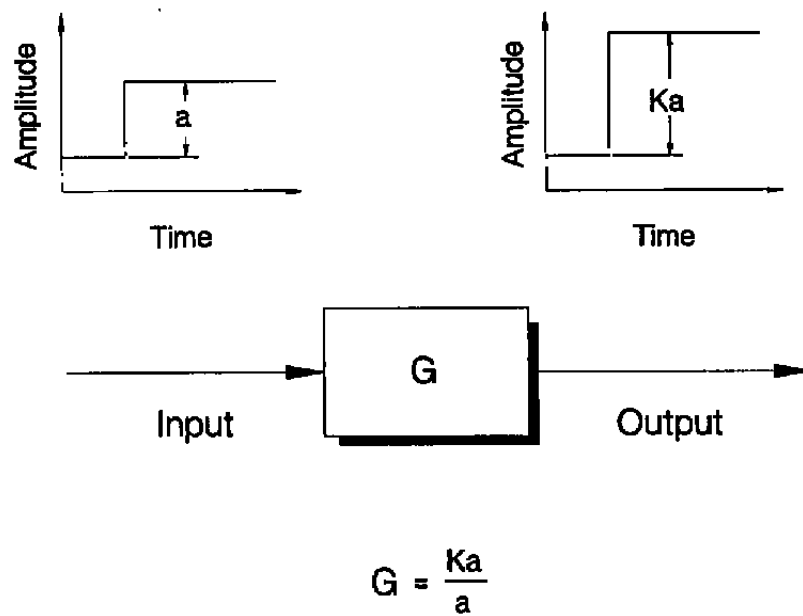 Amplitude
a
Time
Amplitude
Ka
Time
G
Input
Output
G = Ka
a